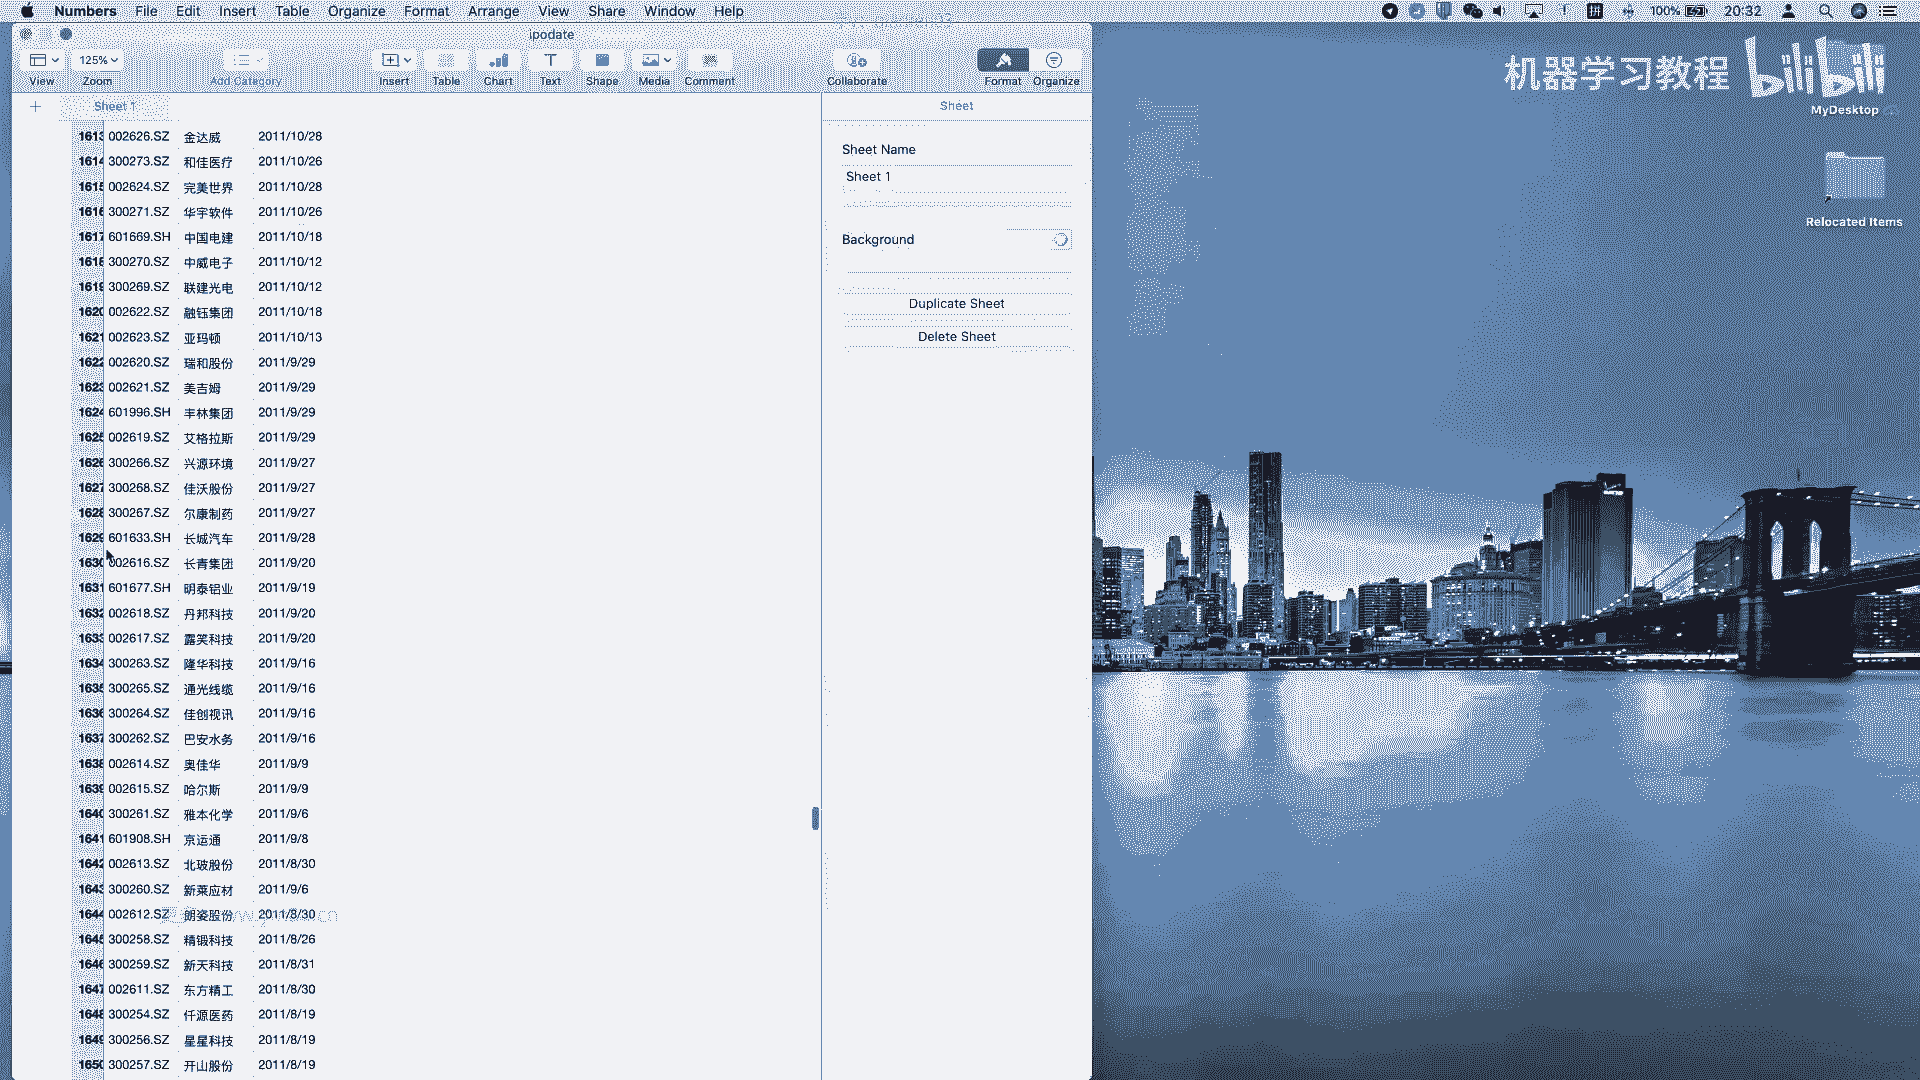 Numbers File Edit Insert Table Organize Format Arrange View Share Window Help 100% 20:32
ipodate
125%
View Zoom Add Category Insert Table Chart Text Shape Media Comment Collaborate Format Organize
Sheet 1
Sheet
机器学习教程 bilibili
MyDesktop
Relocated Items
Sheet Name
Sheet 1
Background
Duplicate Sheet
Delete Sheet
1613 002626.SZ 金达威 2011/10/28
1614 300273.SZ 和佳医疗 2011/10/26
1615 002624.SZ 完美世界 2011/10/28
1616 300271.SZ 华宇软件 2011/10/26
1617 601669.SH 中国电建 2011/10/18
1618 300270.SZ 中威电子 2011/10/12
1619 300269.SZ 联建光电 2011/10/12
1620 002622.SZ 融钰集团 2011/10/18
1621 002623.SZ 亚玛顿 2011/10/13
1622 002620.SZ 瑞和股份 2011/9/29
1623 002621.SZ 美吉姆 2011/9/29
1624 601996.SH 丰林集团 2011/9/29
1625 002619.SZ 艾格拉斯 2011/9/29
1626 300266.SZ 兴源环境 2011/9/27
1627 300268.SZ 佳沃股份 2011/9/27
1628 300267.SZ 尔康制药 2011/9/27
1629 601633.SH 长城汽车 2011/9/28
1630 002616.SZ 长青集团 2011/9/20
1631 601677.SH 明泰铝业 2011/9/19
1632 002618.SZ 丹邦科技 2011/9/20
1633 002617.SZ 露笑科技 2011/9/20
1634 300263.SZ 隆华科技 2011/9/16
1635 300265.SZ 通光线缆 2011/9/16
1636 300264.SZ 佳创视讯 2011/9/16
1637 300262.SZ 巴安水务 2011/9/16
1638 002614.SZ 奥佳华 2011/9/9
1639 002615.SZ 哈尔斯 2011/9/9
1640 300261.SZ 雅本化学 2011/9/6
1641 601908.SH 京运通 2011/9/8
1642 002613.SZ 北玻股份 2011/8/30
1643 300260.SZ 新莱应材 2011/9/6
1644 002612.SZ 朗姿股份 2011/8/30
1645 300258.SZ 精锻科技 2011/8/26
1646 300259.SZ 新天科技 2011/8/31
1647 002611.SZ 东方精工 2011/8/30
1648 300254.SZ 仟源医药 2011/8/19
1649 300256.SZ 星星科技 2011/8/19
1650 300257.SZ 开山股份 2011/8/19